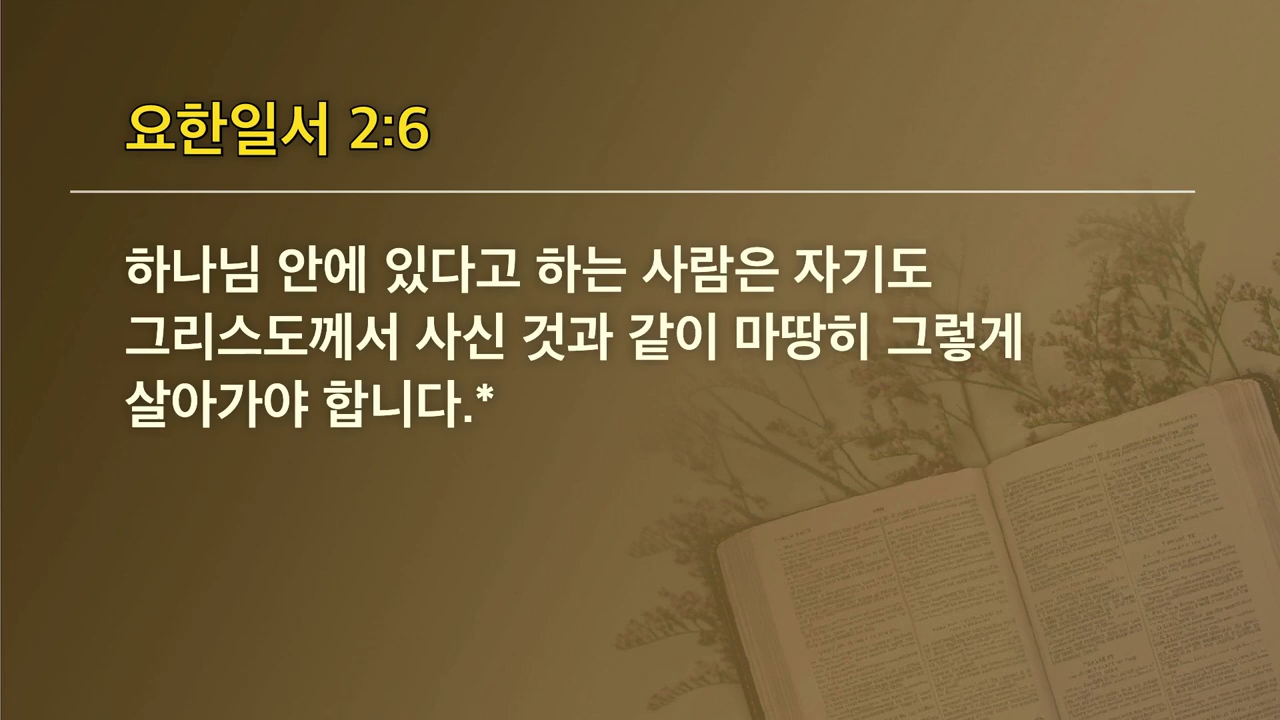 요한일서 2:6
하나님 안에 있다고 하는 사람은 자기도
그리스도께서 사신 것과 같이 마땅히 그렇게
살아가야 합니다.*